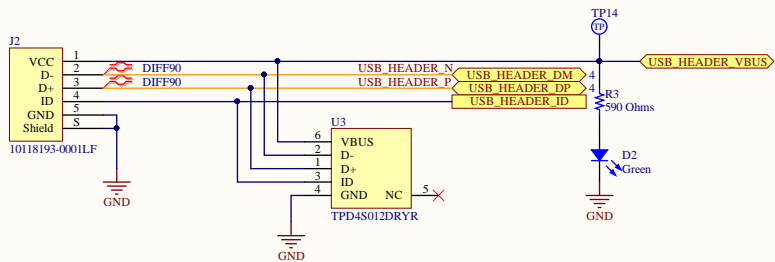 TP14
TP
J2
VCC 1
D- 2
D+ 3
ID 4
GND 5
Shield S
10118193-0001LF
DIFF90
DIFF90
USB_HEADER_N
USB_HEADER_P
USB_HEADER_DM 4
USB_HEADER_DP 4
USB_HEADER_ID
USB_HEADER_VBUS
R3
590 Ohms
U3
6 VBUS
2 D-
1 D+
3 ID
4 GND NC 5
TPD4S012DRYR
D2
Green
GND
GND
GND